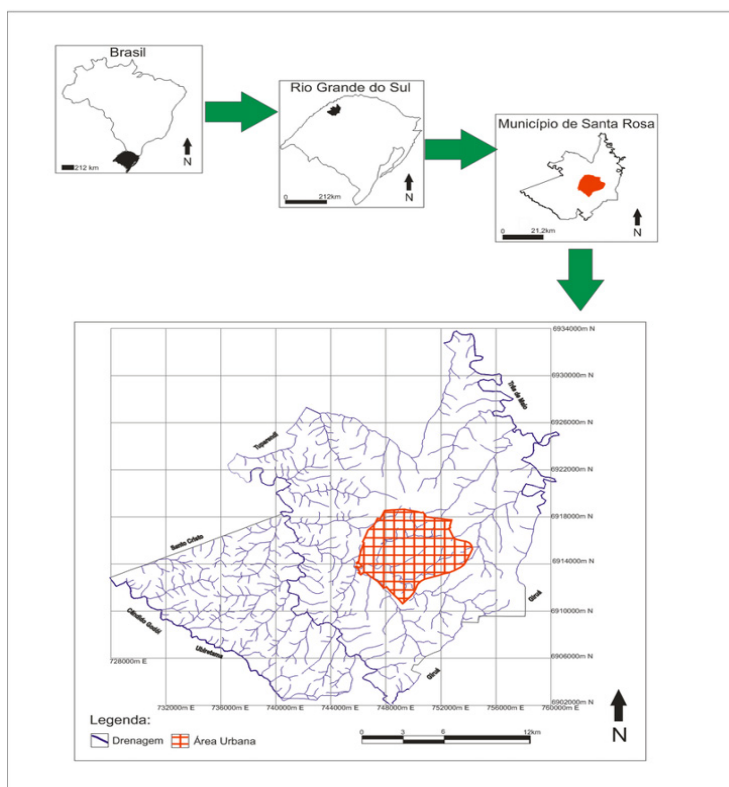 Brasil
212 km
N
Rio Grande do Sul
0 212km
N
Município de Santa Rosa
0 21,2km
N
6934000m N
6930000m N
Três de Maio
6926000m N
Tuparendi
6922000m N
6918000m N
Santo Cristo
6914000m N
Giruá
6910000m N
Cândido Godói
Ubiretama
728000m E
Giruá
6906000m N
6902000m N
732000m E 736000m E 740000m E 744000m E 748000m E 752000m E 756000m E 760000m E
Legenda:
Drenagem Área Urbana
0 3 6 12km
N